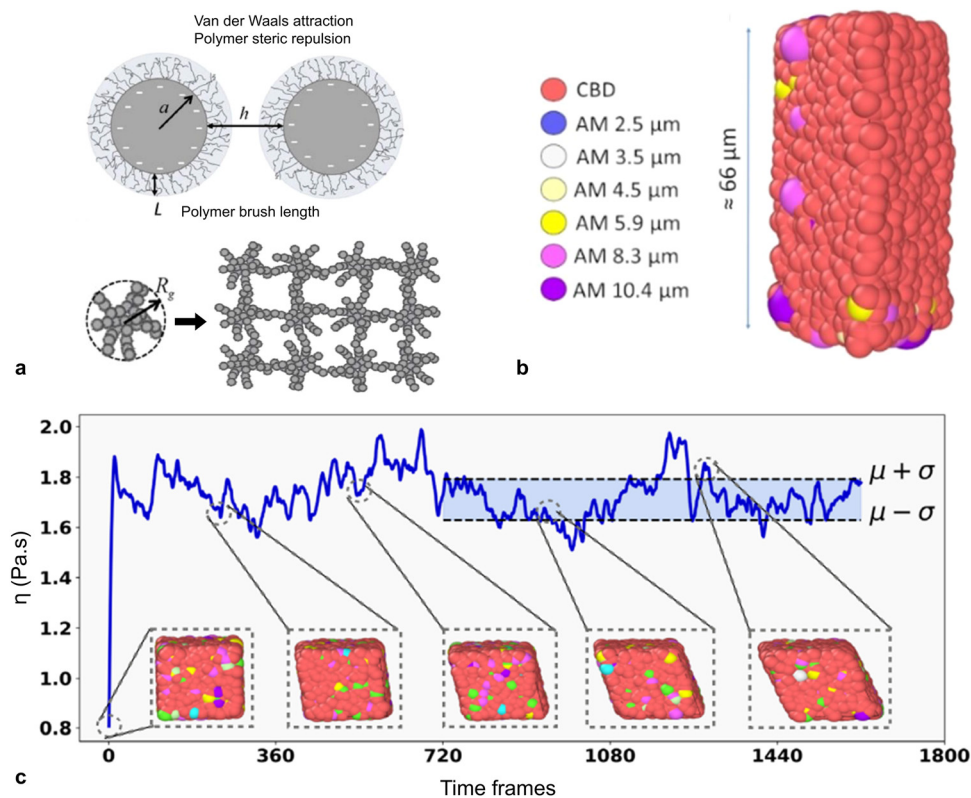 Van der Waals attraction
Polymer steric repulsion
a
h
L
Polymer brush length
Rg
a
CBD
AM 2.5 μm
AM 3.5 μm
AM 4.5 μm
AM 5.9 μm
AM 8.3 μm
AM 10.4 μm
≈ 66 μm
b
η (Pa.s)
2.0
1.8
1.6
1.4
1.2
1.0
0.8
μ + σ
μ − σ
0
360
720
1080
1440
1800
Time frames
c